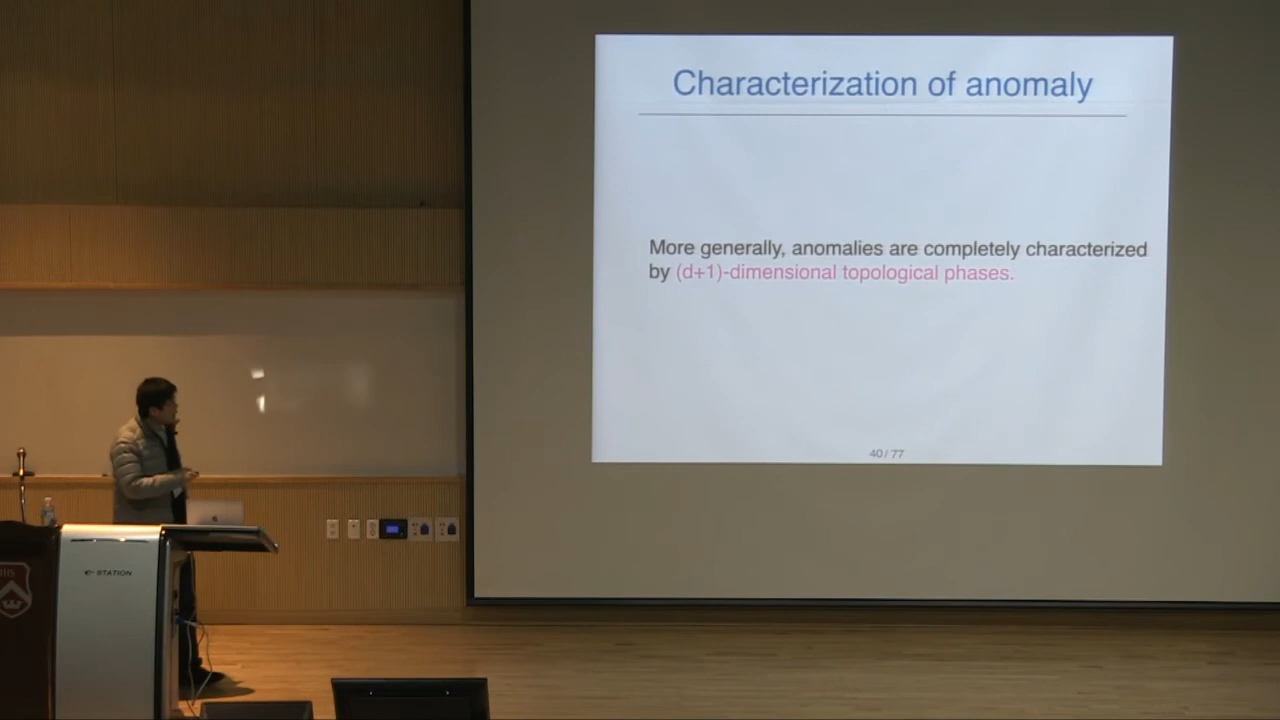 Characterization of anomaly
More generally, anomalies are completely characterized
by (d+1)-dimensional topological phases.
40 / 77
STATION